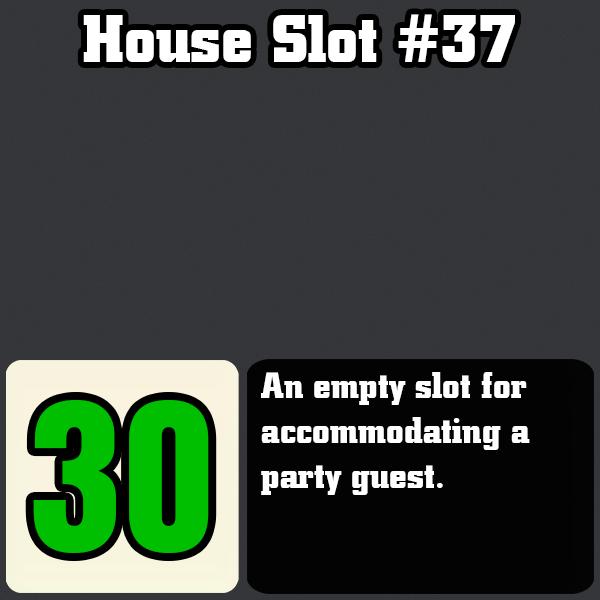 House Slot #37
30
An empty slot for
accommodating a
party guest.